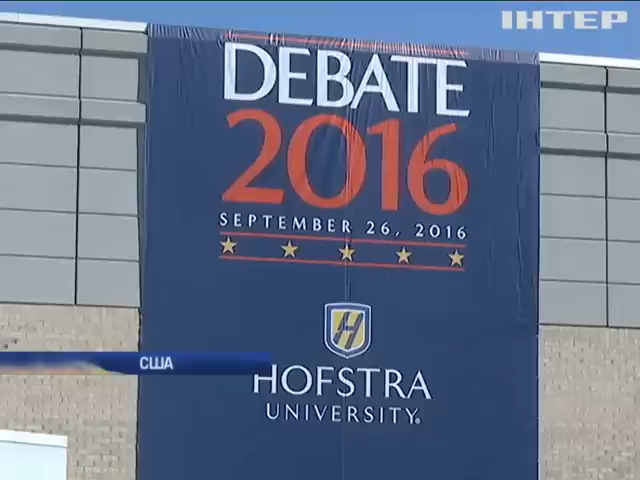 ІНТЕР
DEBATE
2016
SEPTEMBER 26, 2016
H
США
HOFSTRA
UNIVERSITY®